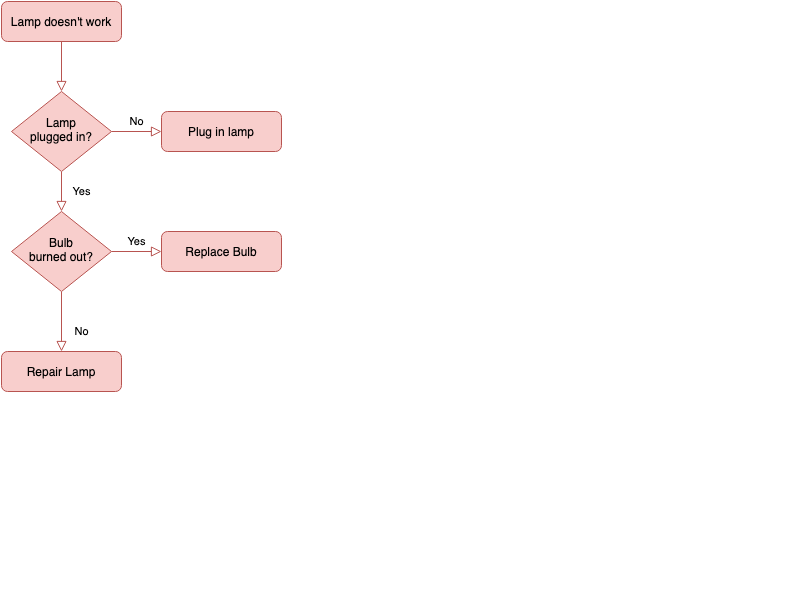 Lamp doesn't work
Lamp
plugged in?
No
Plug in lamp
Yes
Bulb
burned out?
Yes
Replace Bulb
No
Repair Lamp